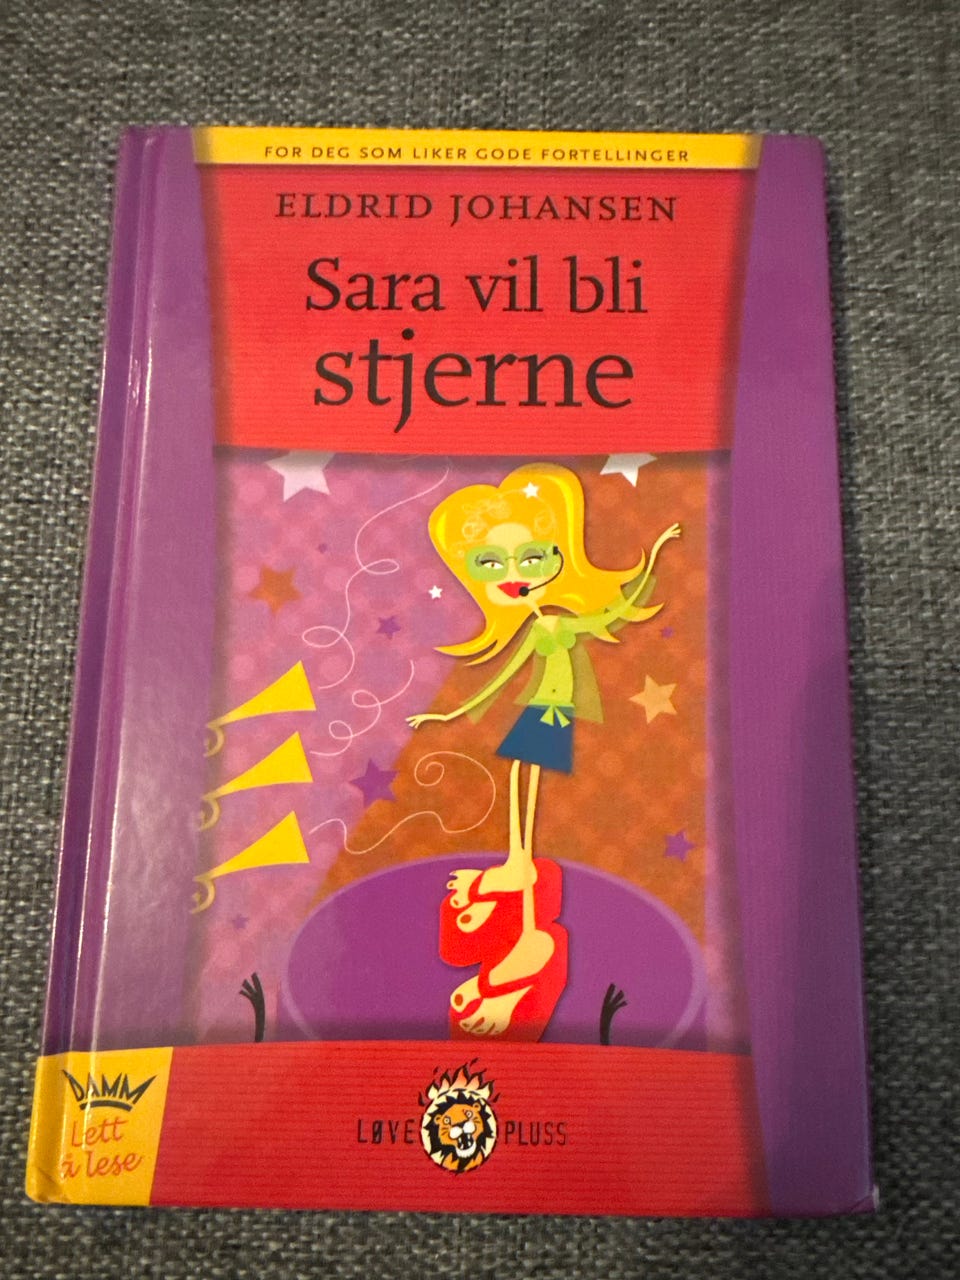 FOR DEG SOM LIKER GODE FORTELLINGER
ELDRID JOHANSEN
Sara vil bli
stjerne
DAMM
Lett
å lese
LØVE PLUSS